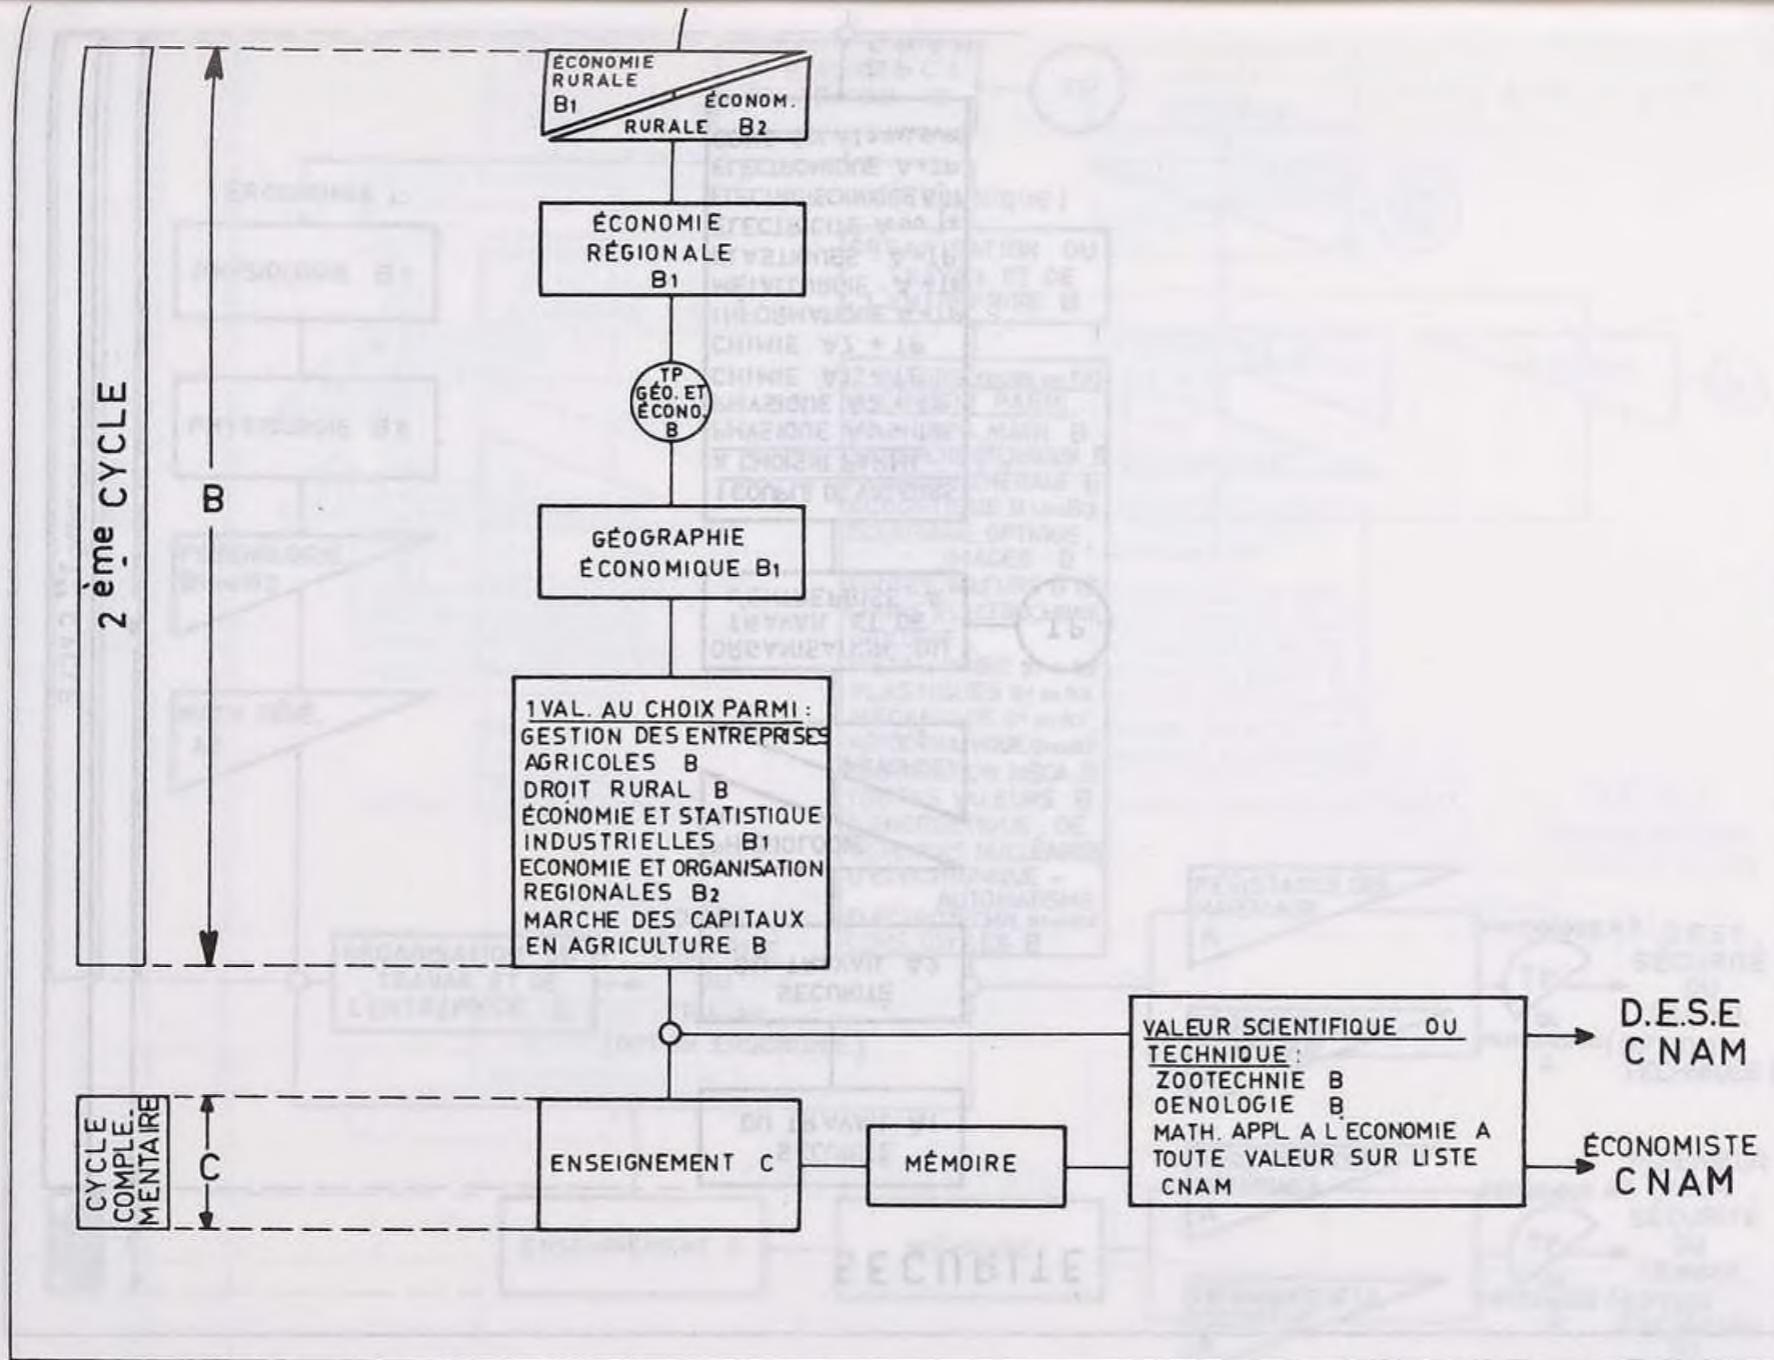 ÉCONOMIE
RURALE
B1
ÉCONOM.
RURALE B2
ÉCONOMIE
RÉGIONALE
B1
TP
GÉO. ET
ÉCONO.
B
GÉOGRAPHIE
ÉCONOMIQUE B1
1 VAL. AU CHOIX PARMI :
GESTION DES ENTREPRISES
AGRICOLES B
DROIT RURAL B
ÉCONOMIE ET STATISTIQUE
INDUSTRIELLES B1
ECONOMIE ET ORGANISATION
REGIONALES B2
MARCHE DES CAPITAUX
EN AGRICULTURE B
2 ème CYCLE
B
CYCLE
COMPLE-
MENTAIRE
C
ENSEIGNEMENT C
MÉMOIRE
VALEUR SCIENTIFIQUE OU
TECHNIQUE :
ZOOTECHNIE B
OENOLOGIE B
MATH. APPL A L'ECONOMIE A
TOUTE VALEUR SUR LISTE
CNAM
D.E.S.E
CNAM
ÉCONOMISTE
CNAM